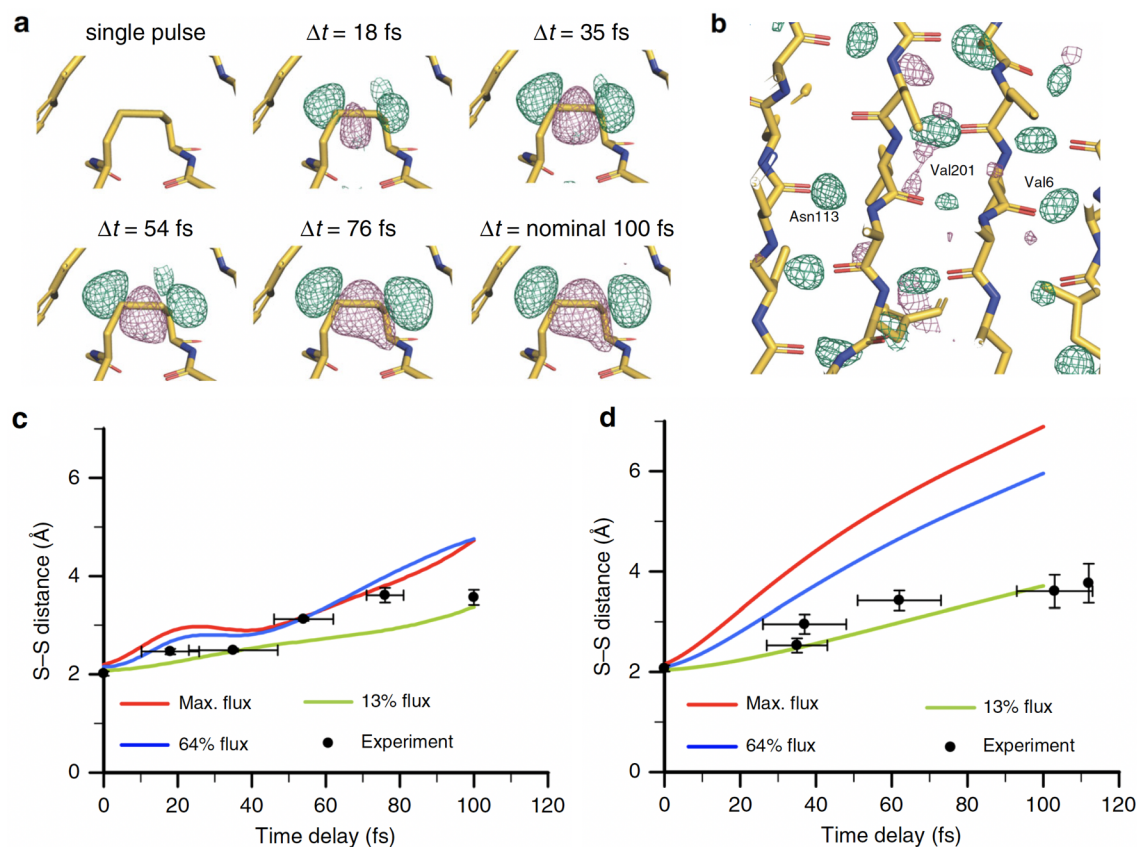 a
single pulse
Δt = 18 fs
Δt = 35 fs
Δt = 54 fs
Δt = 76 fs
Δt = nominal 100 fs
b
Val201
Val6
Asn113
c
S–S distance (Å)
6
4
2
0
Max. flux
13% flux
64% flux
Experiment
0 20 40 60 80 100 120
Time delay (fs)
d
S–S distance (Å)
6
4
2
0
Max. flux
13% flux
64% flux
Experiment
0 20 40 60 80 100 120
Time delay (fs)